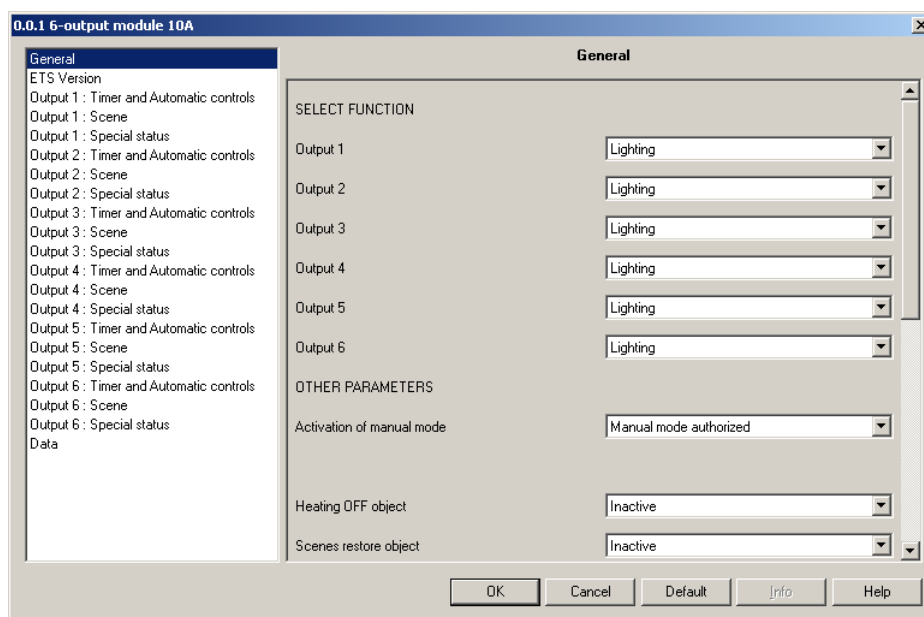 0.0.1 6-output module 10A
General
ETS Version
Output 1 : Timer and Automatic controls
Output 1 : Scene
Output 1 : Special status
Output 2 : Timer and Automatic controls
Output 2 : Scene
Output 2 : Special status
Output 3 : Timer and Automatic controls
Output 3 : Scene
Output 3 : Special status
Output 4 : Timer and Automatic controls
Output 4 : Scene
Output 4 : Special status
Output 5 : Timer and Automatic controls
Output 5 : Scene
Output 5 : Special status
Output 6 : Timer and Automatic controls
Output 6 : Scene
Output 6 : Special status
Data
General
SELECT FUNCTION
Output 1 Lighting
Output 2 Lighting
Output 3 Lighting
Output 4 Lighting
Output 5 Lighting
Output 6 Lighting
OTHER PARAMETERS
Activation of manual mode Manual mode authorized
Heating OFF object Inactive
Scenes restore object Inactive
OK Cancel Default Info Help